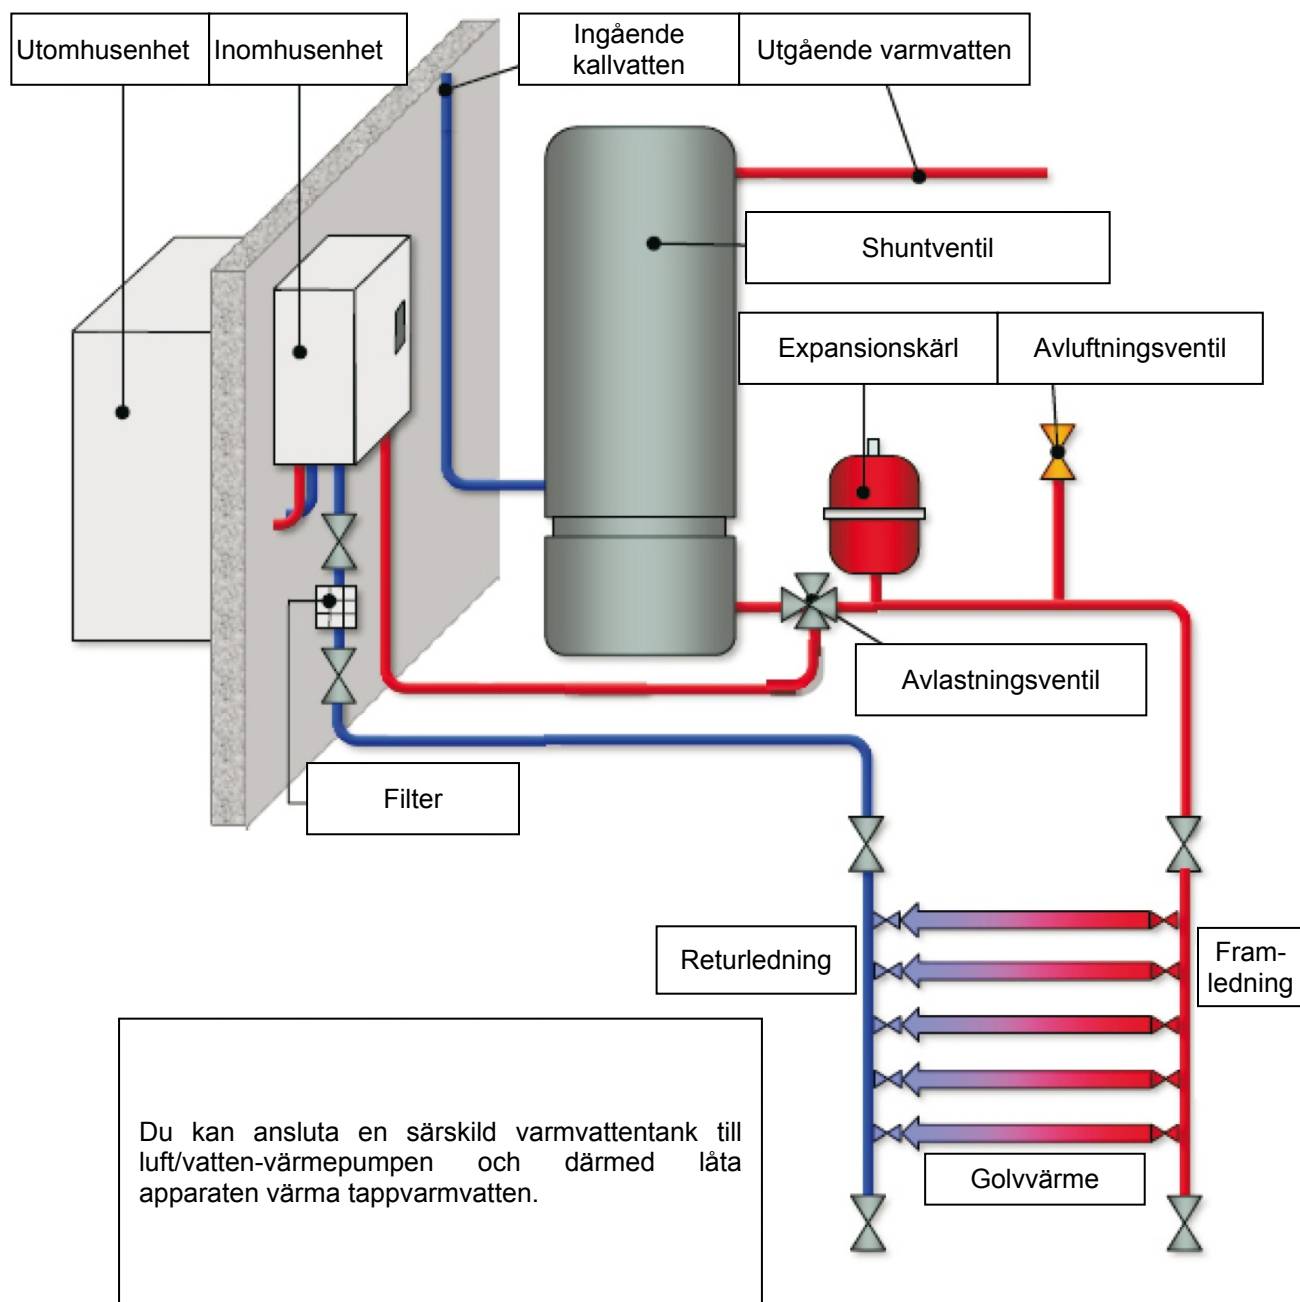 Utomhusenhet
Inomhusenhet
Ingående
kallvatten
Utgående varmvatten
Shuntventil
Expansionskärl
Avluftningsventil
Avlastningsventil
Filter
Returledning
Fram-
ledning
Golvvärme
Du kan ansluta en särskild varmvattentank till
luft/vatten-värmepumpen och därmed låta
apparaten värma tappvarmvatten.